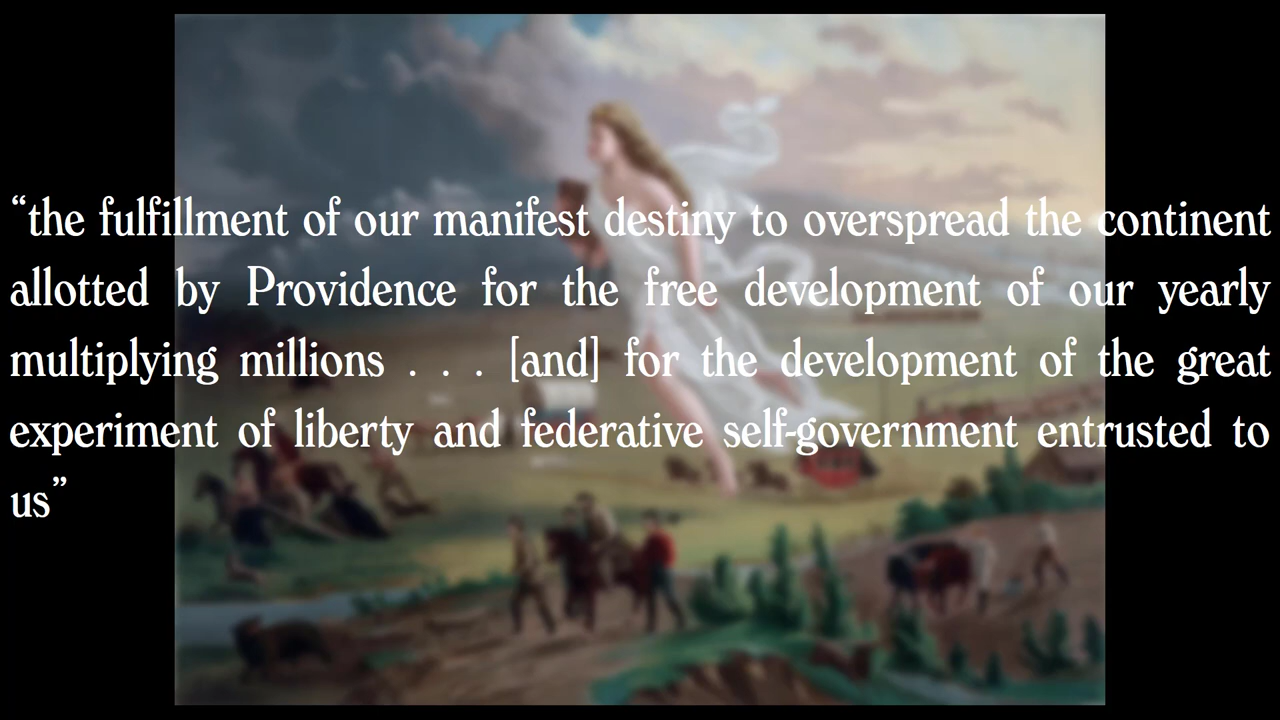 “the fulfillment of our manifest destiny to overspread the continent
allotted by Providence for the free development of our yearly
multiplying millions . . . [and] for the development of the great
experiment of liberty and federative self-government entrusted to
us”